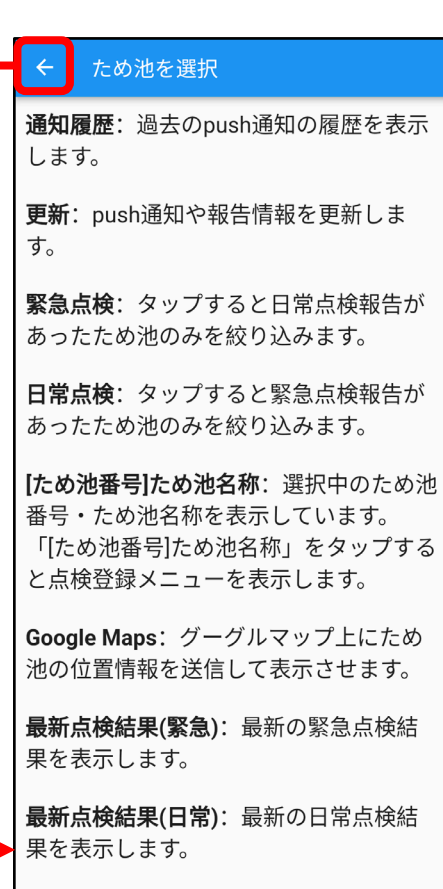 ため池を選択
通知履歴：過去のpush通知の履歴を表示
します。
更新：push通知や報告情報を更新しま
す。
緊急点検：タップすると日常点検報告が
あったため池のみを絞り込みます。
日常点検：タップすると緊急点検報告が
あったため池のみを絞り込みます。
[ため池番号]ため池名称：選択中のため池
番号・ため池名称を表示しています。
「[ため池番号]ため池名称」をタップする
と点検登録メニューを表示します。
Google Maps：グーグルマップ上にため
池の位置情報を送信して表示させます。
最新点検結果(緊急)：最新の緊急点検結
果を表示します。
最新点検結果(日常)：最新の日常点検結
果を表示します。